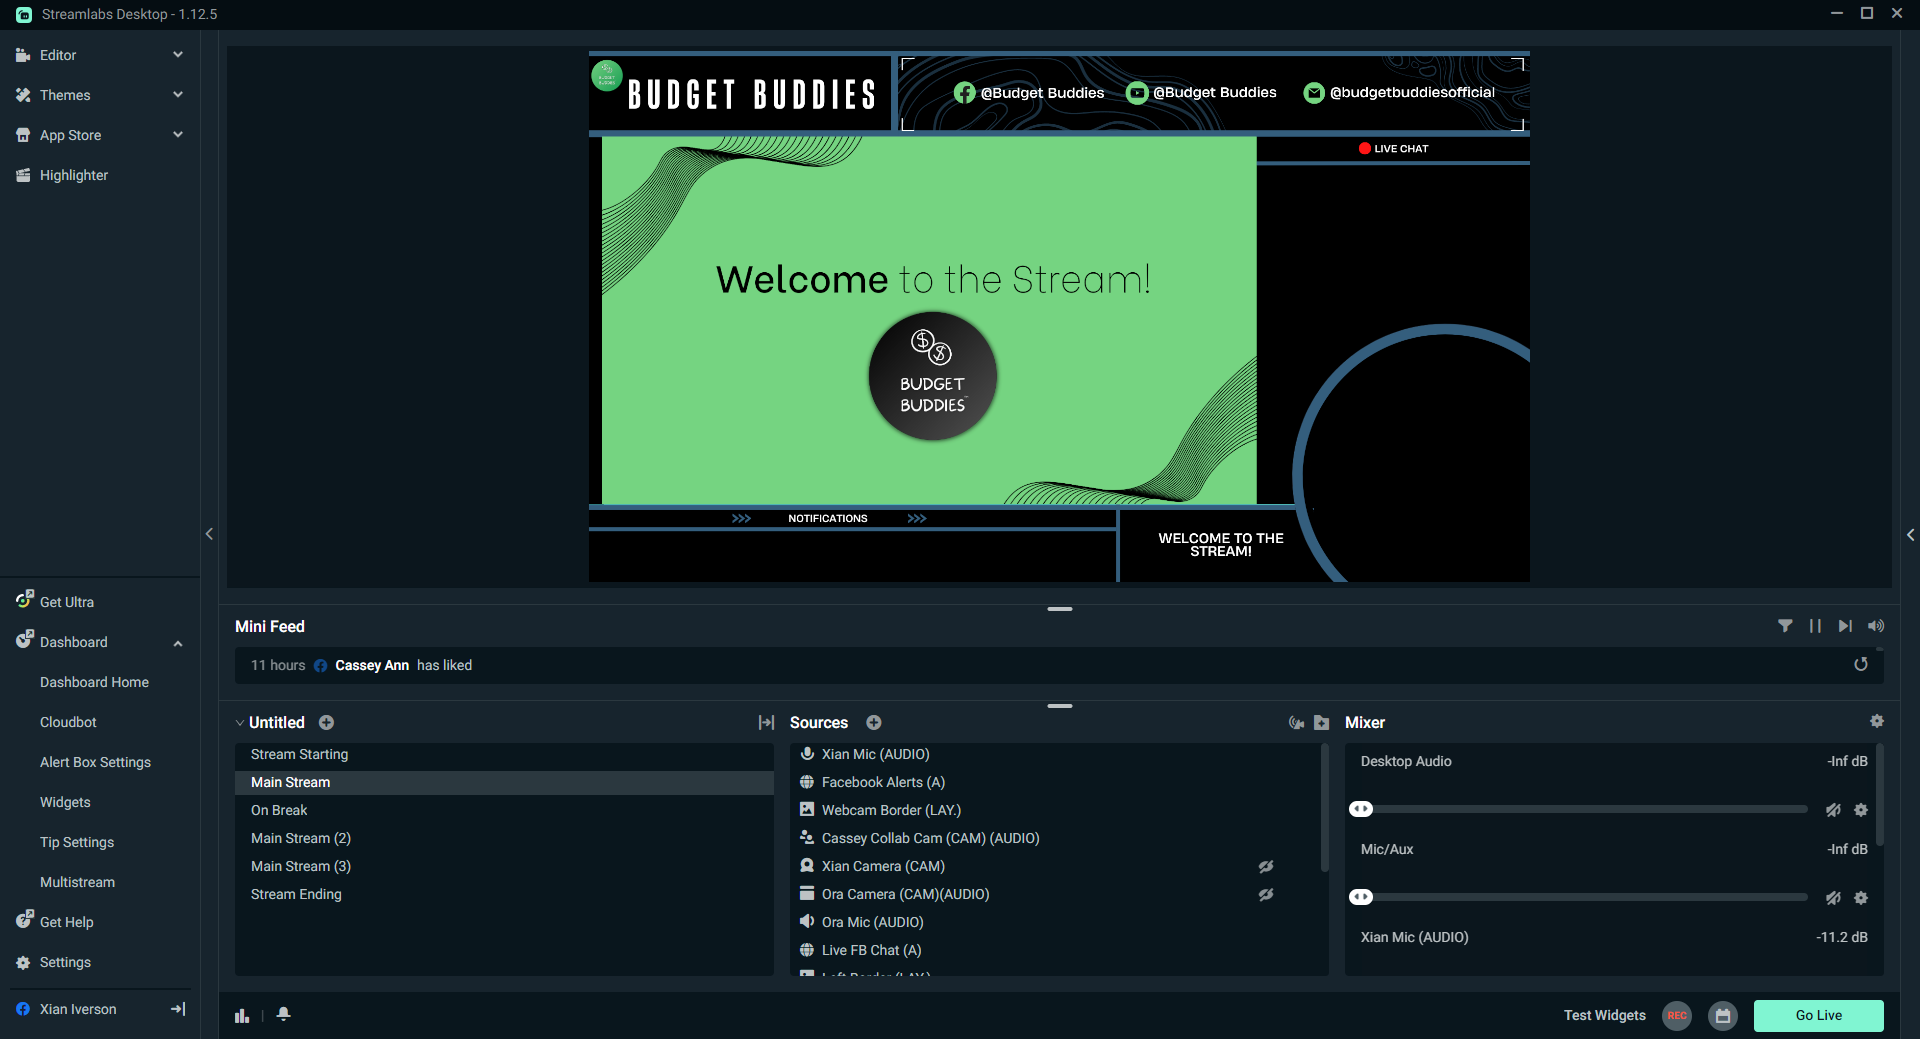 Streamlabs Desktop - 1.12.5
Editor
Themes
App Store
Highlighter
Get Ultra
Dashboard
Dashboard Home
Cloudbot
Alert Box Settings
Widgets
Tip Settings
Multistream
Get Help
Settings
Xian Iverson
BUDGET BUDDIES
@Budget Buddies
@Budget Buddies
@budgetbuddiesofficial
LIVE CHAT
Welcome to the Stream!
BUDGET
BUDDIES
NOTIFICATIONS
WELCOME TO THE
STREAM!
Mini Feed
11 hours Cassey Ann has liked
Untitled
Stream Starting
Main Stream
On Break
Main Stream (2)
Main Stream (3)
Stream Ending
Sources
Xian Mic (AUDIO)
Facebook Alerts (A)
Webcam Border (LAY.)
Cassey Collab Cam (CAM) (AUDIO)
Xian Camera (CAM)
Ora Camera (CAM)(AUDIO)
Ora Mic (AUDIO)
Live FB Chat (A)
Mixer
Desktop Audio -Inf dB
Mic/Aux -Inf dB
Xian Mic (AUDIO) -11.2 dB
Test Widgets
REC
Go Live